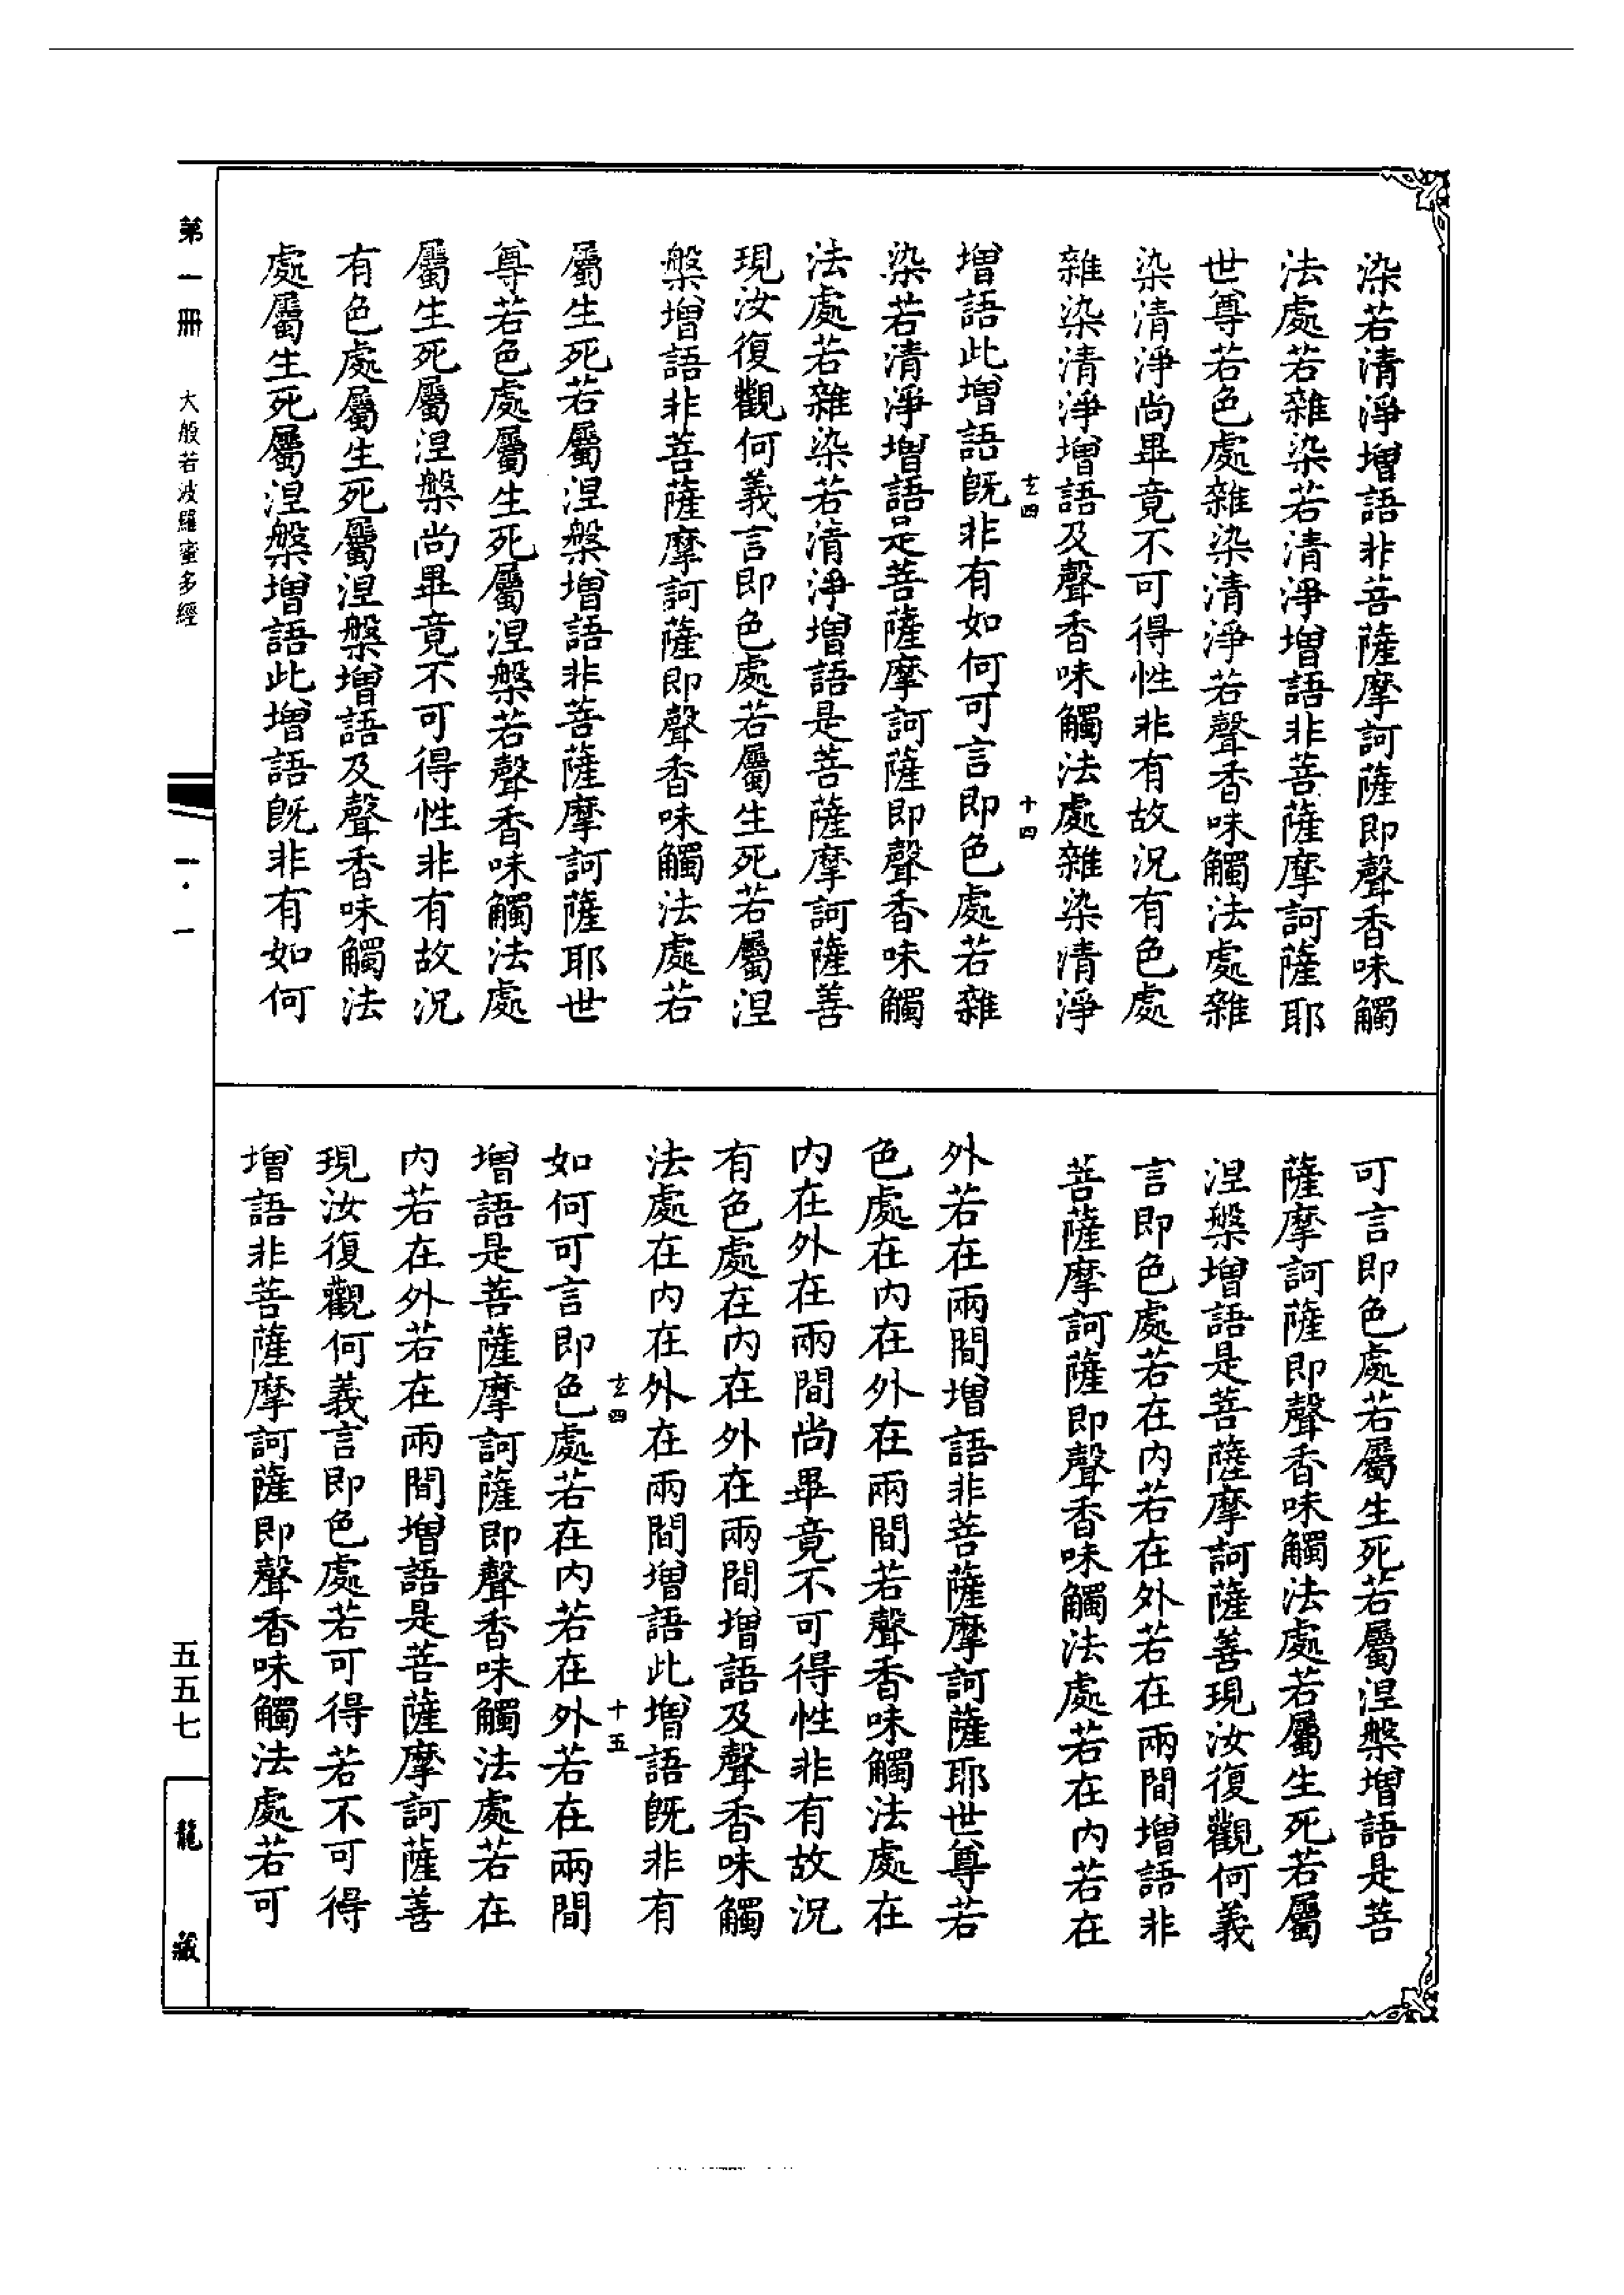 染若清淨增語非菩薩摩訶薩即聲香味觸
法處若雜染若清淨增語非菩薩摩訶薩耶
世尊若色處雜染清淨若聲香味觸法處雜
染清淨尚畢竟不可得性非有故況有色處
雜染清淨增語及聲香味觸法處雜染清淨
玄四
十四
增語此增語既非有如何可言即色處若雜
染若清淨增語是菩薩摩訶薩即聲香味觸
法處若雜染若清淨增語是菩薩摩訶薩善
現汝復觀何義言即色處若屬生死若屬涅
槃增語非菩薩摩訶薩即聲香味觸法處若
屬生死若屬涅槃增語非菩薩摩訶薩耶世
尊若色處屬生死屬涅槃若聲香味觸法處
屬生死屬涅槃尚畢竟不可得性非有故況
有色處屬生死屬涅槃增語及聲香味觸法
處屬生死屬涅槃增語此增語既非有如何
可言即色處若屬生死若屬涅槃增語是菩
薩摩訶薩即聲香味觸法處若屬生死若屬
涅槃增語是菩薩摩訶薩善現汝復觀何義
言即色處若在內若在外若在兩間增語非
菩薩摩訶薩即聲香味觸法處若在內若在
外若在兩間增語非菩薩摩訶薩耶世尊若
色處在內在外在兩間若聲香味觸法處在
內在外在兩間尚畢竟不可得性非有故況
有色處在內在外在兩間增語及聲香味觸
法處在內在外在兩間增語此增語既非有
玄四
十五
如何可言即色處若在內若在外若在兩間
增語是菩薩摩訶薩即聲香味觸法處若在
內若在外若在兩間增語是菩薩摩訶薩善
現汝復觀何義言即色處若可得若不可得
增語非菩薩摩訶薩即聲香味觸法處若可
第一冊
大般若波羅蜜多經
一·一
五五七
龍藏